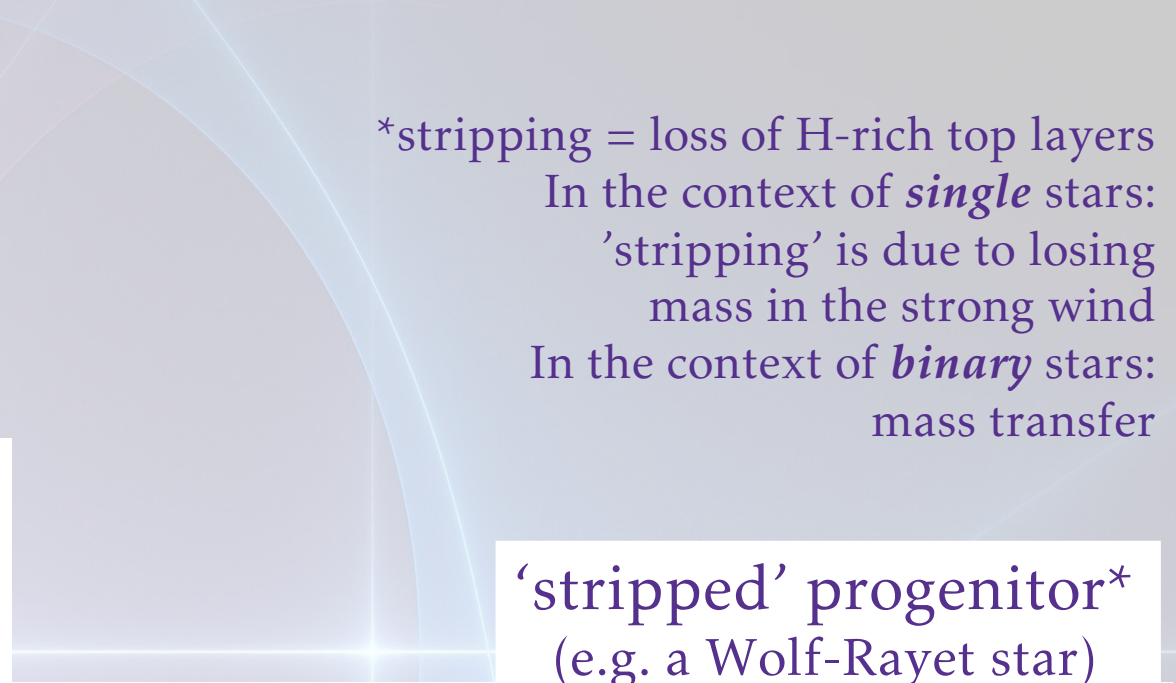 *stripping = loss of H-rich top layers
In the context of single stars:
’stripping’ is due to losing
mass in the strong wind
In the context of binary stars:
mass transfer
‘stripped’ progenitor*
(e.g. a Wolf-Rayet star)